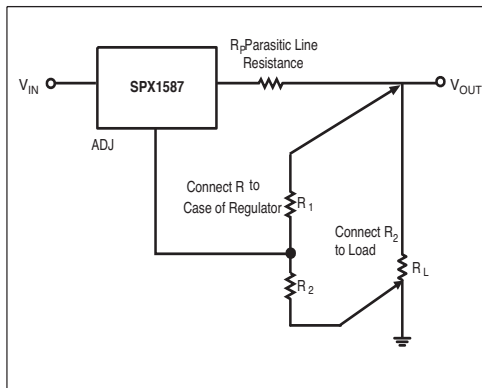 R_P Parasitic Line
Resistance
V_IN
SPX1587
V_OUT
ADJ
Connect R to
Case of Regulator
R_1
Connect R_2
to Load
R_L
R_2